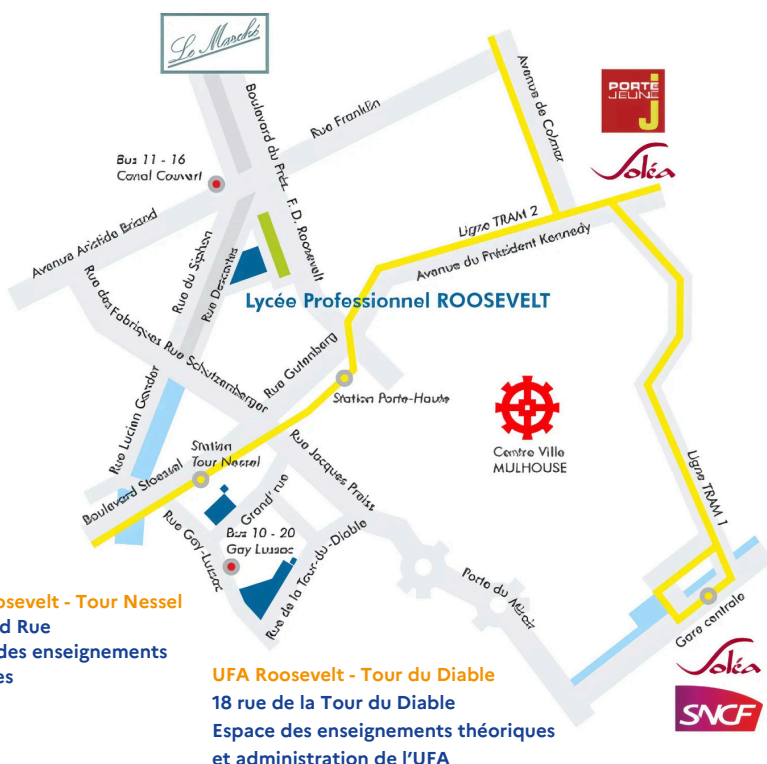 Le Marché
PORTE
JEUNE
J
Soléa
Avenue de Colmar
Boulevard du Prés. F. D. Roosevelt
Rue Franklin
Bus 11 - 16
Canal Couvert
Avenue Aristide Briand
Rue du Siphon
Rue Descartes
Ligne TRAM 2
Avenue du Président Kennedy
Lycée Professionnel ROOSEVELT
Rue des Fabriques
Rue Schutzenberger
Rue Gutenberg
Station Porte-Haute
Centre Ville
MULHOUSE
Rue Lucien Gander
Station
Tour Nessel
Boulevard Stoessel
Rue Jacques Preiss
Grand' rue
Rue Gay-Lussac
Bus 10 - 20
Gay Lussac
Rue de la Tour-du-Diable
Ligne TRAM 1
Porte du Miroir
Gare centrale
Soléa
SNCF
osevelt - Tour Nessel
d Rue
des enseignements
es
UFA Roosevelt - Tour du Diable
18 rue de la Tour du Diable
Espace des enseignements théoriques
et administration de l'UFA